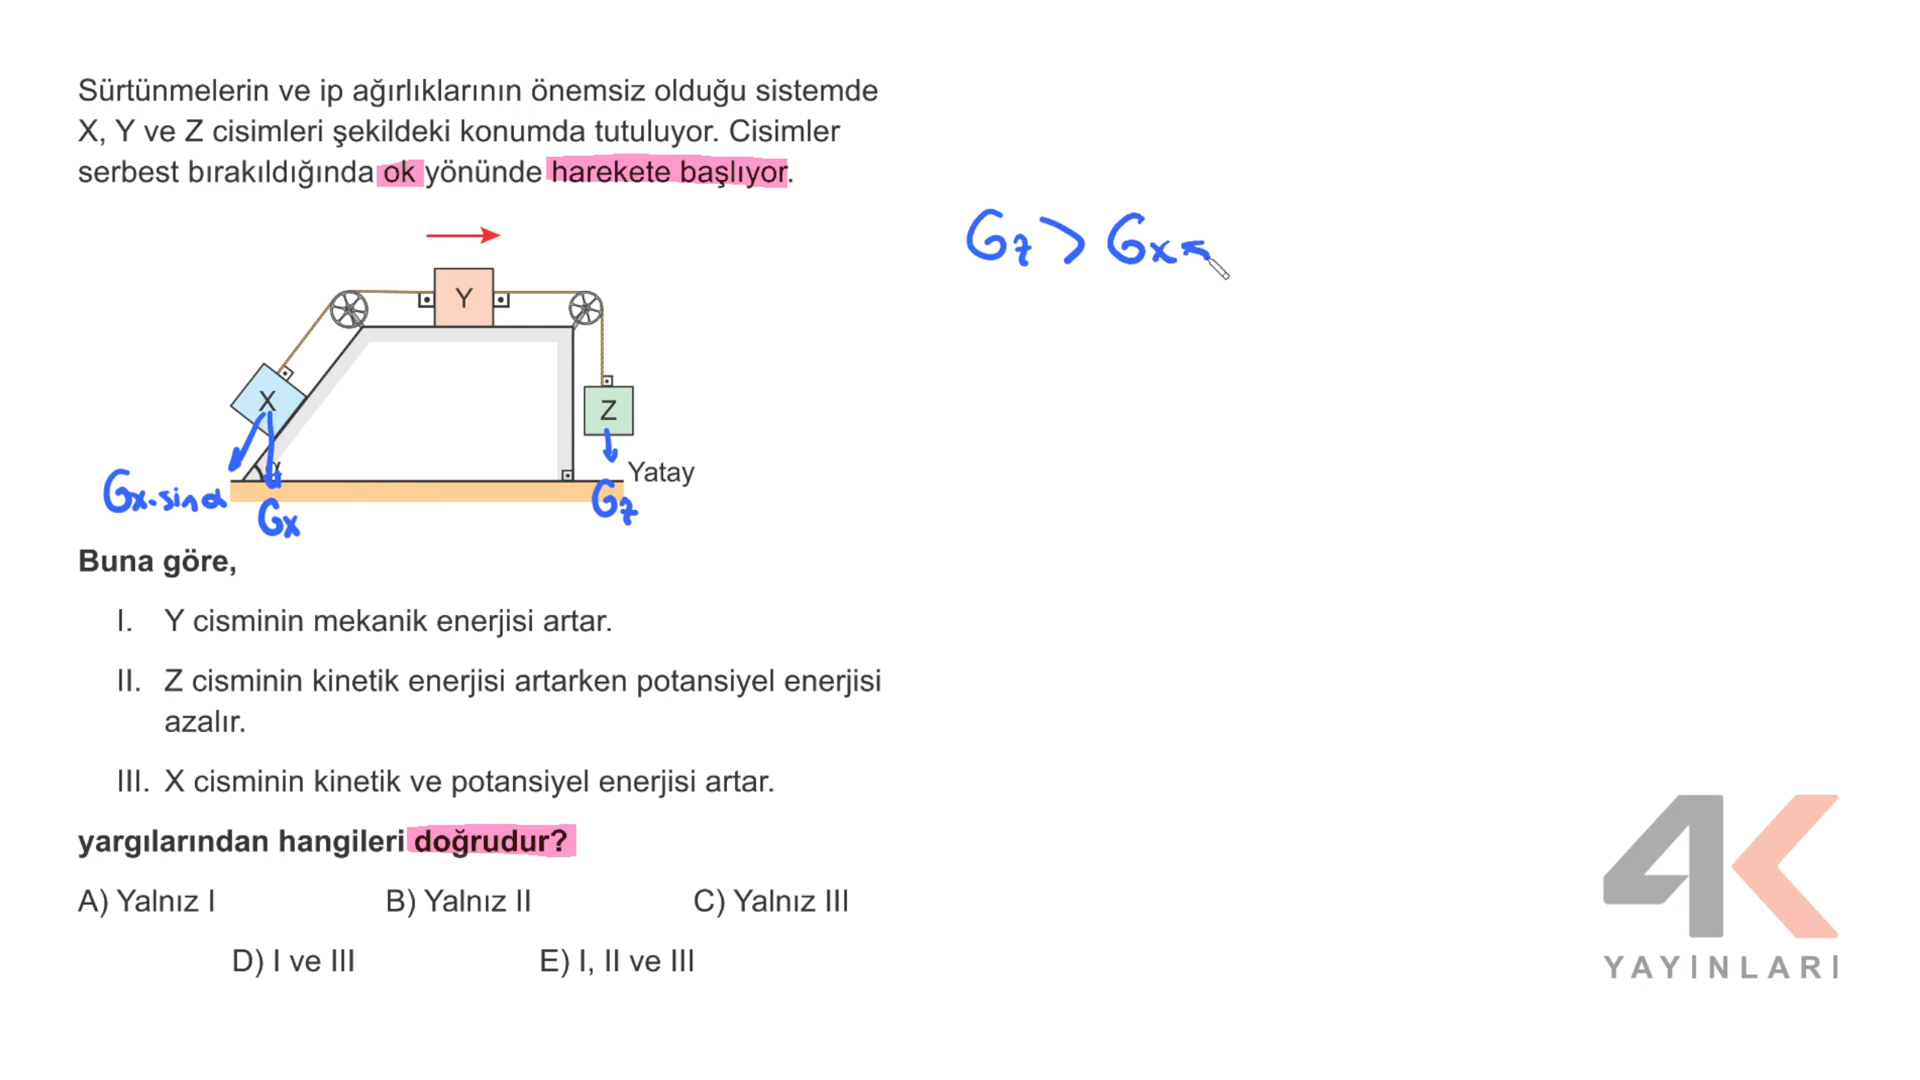 Sürtünmelerin ve ip ağırlıklarının önemsiz olduğu sistemde
X, Y ve Z cisimleri şekildeki konumda tutuluyor. Cisimler
serbest bırakıldığında ok yönünde harekete başlıyor.
Gz > Gx s
Y
X
Z
Yatay
Gx.sinα
Gx
Gz
Buna göre,
I. Y cisminin mekanik enerjisi artar.
II. Z cisminin kinetik enerjisi artarken potansiyel enerjisi
azalır.
III. X cisminin kinetik ve potansiyel enerjisi artar.
yargılarından hangileri doğrudur?
A) Yalnız I B) Yalnız II C) Yalnız III
D) I ve III E) I, II ve III
4K
YAYINLARI